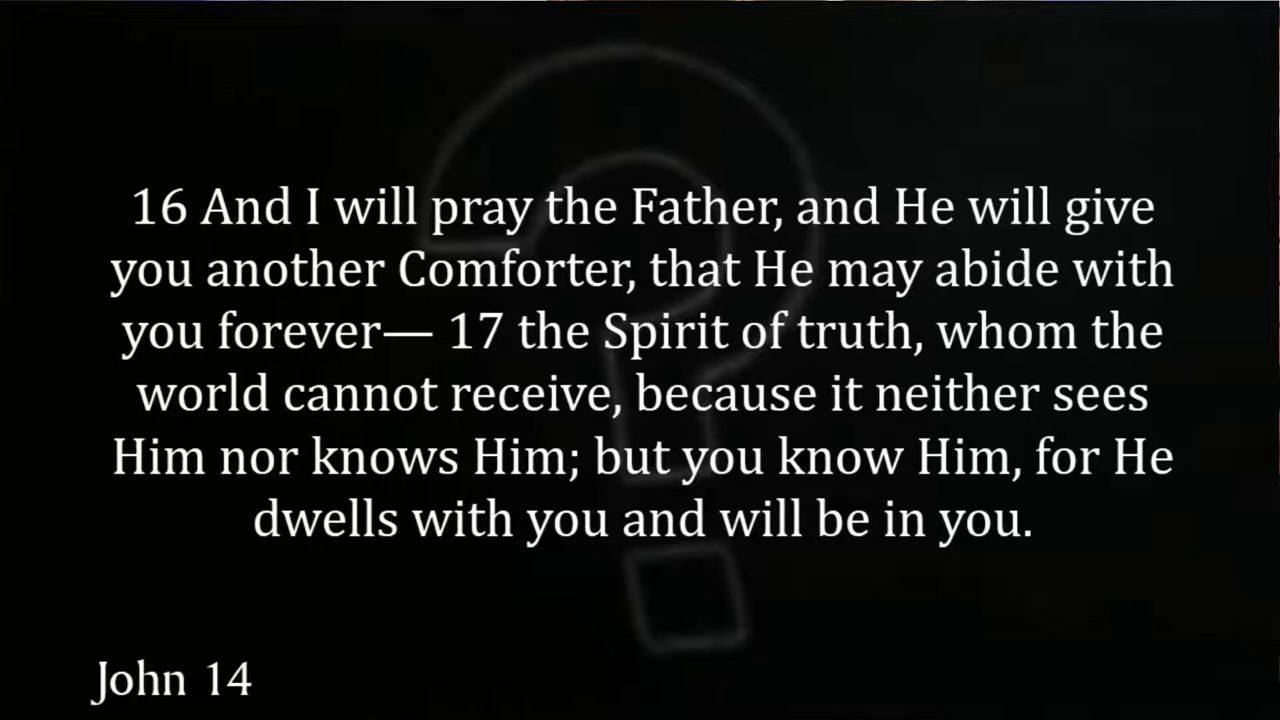 16 And I will pray the Father, and He will give
you another Comforter, that He may abide with
you forever— 17 the Spirit of truth, whom the
world cannot receive, because it neither sees
Him nor knows Him; but you know Him, for He
dwells with you and will be in you.
John 14